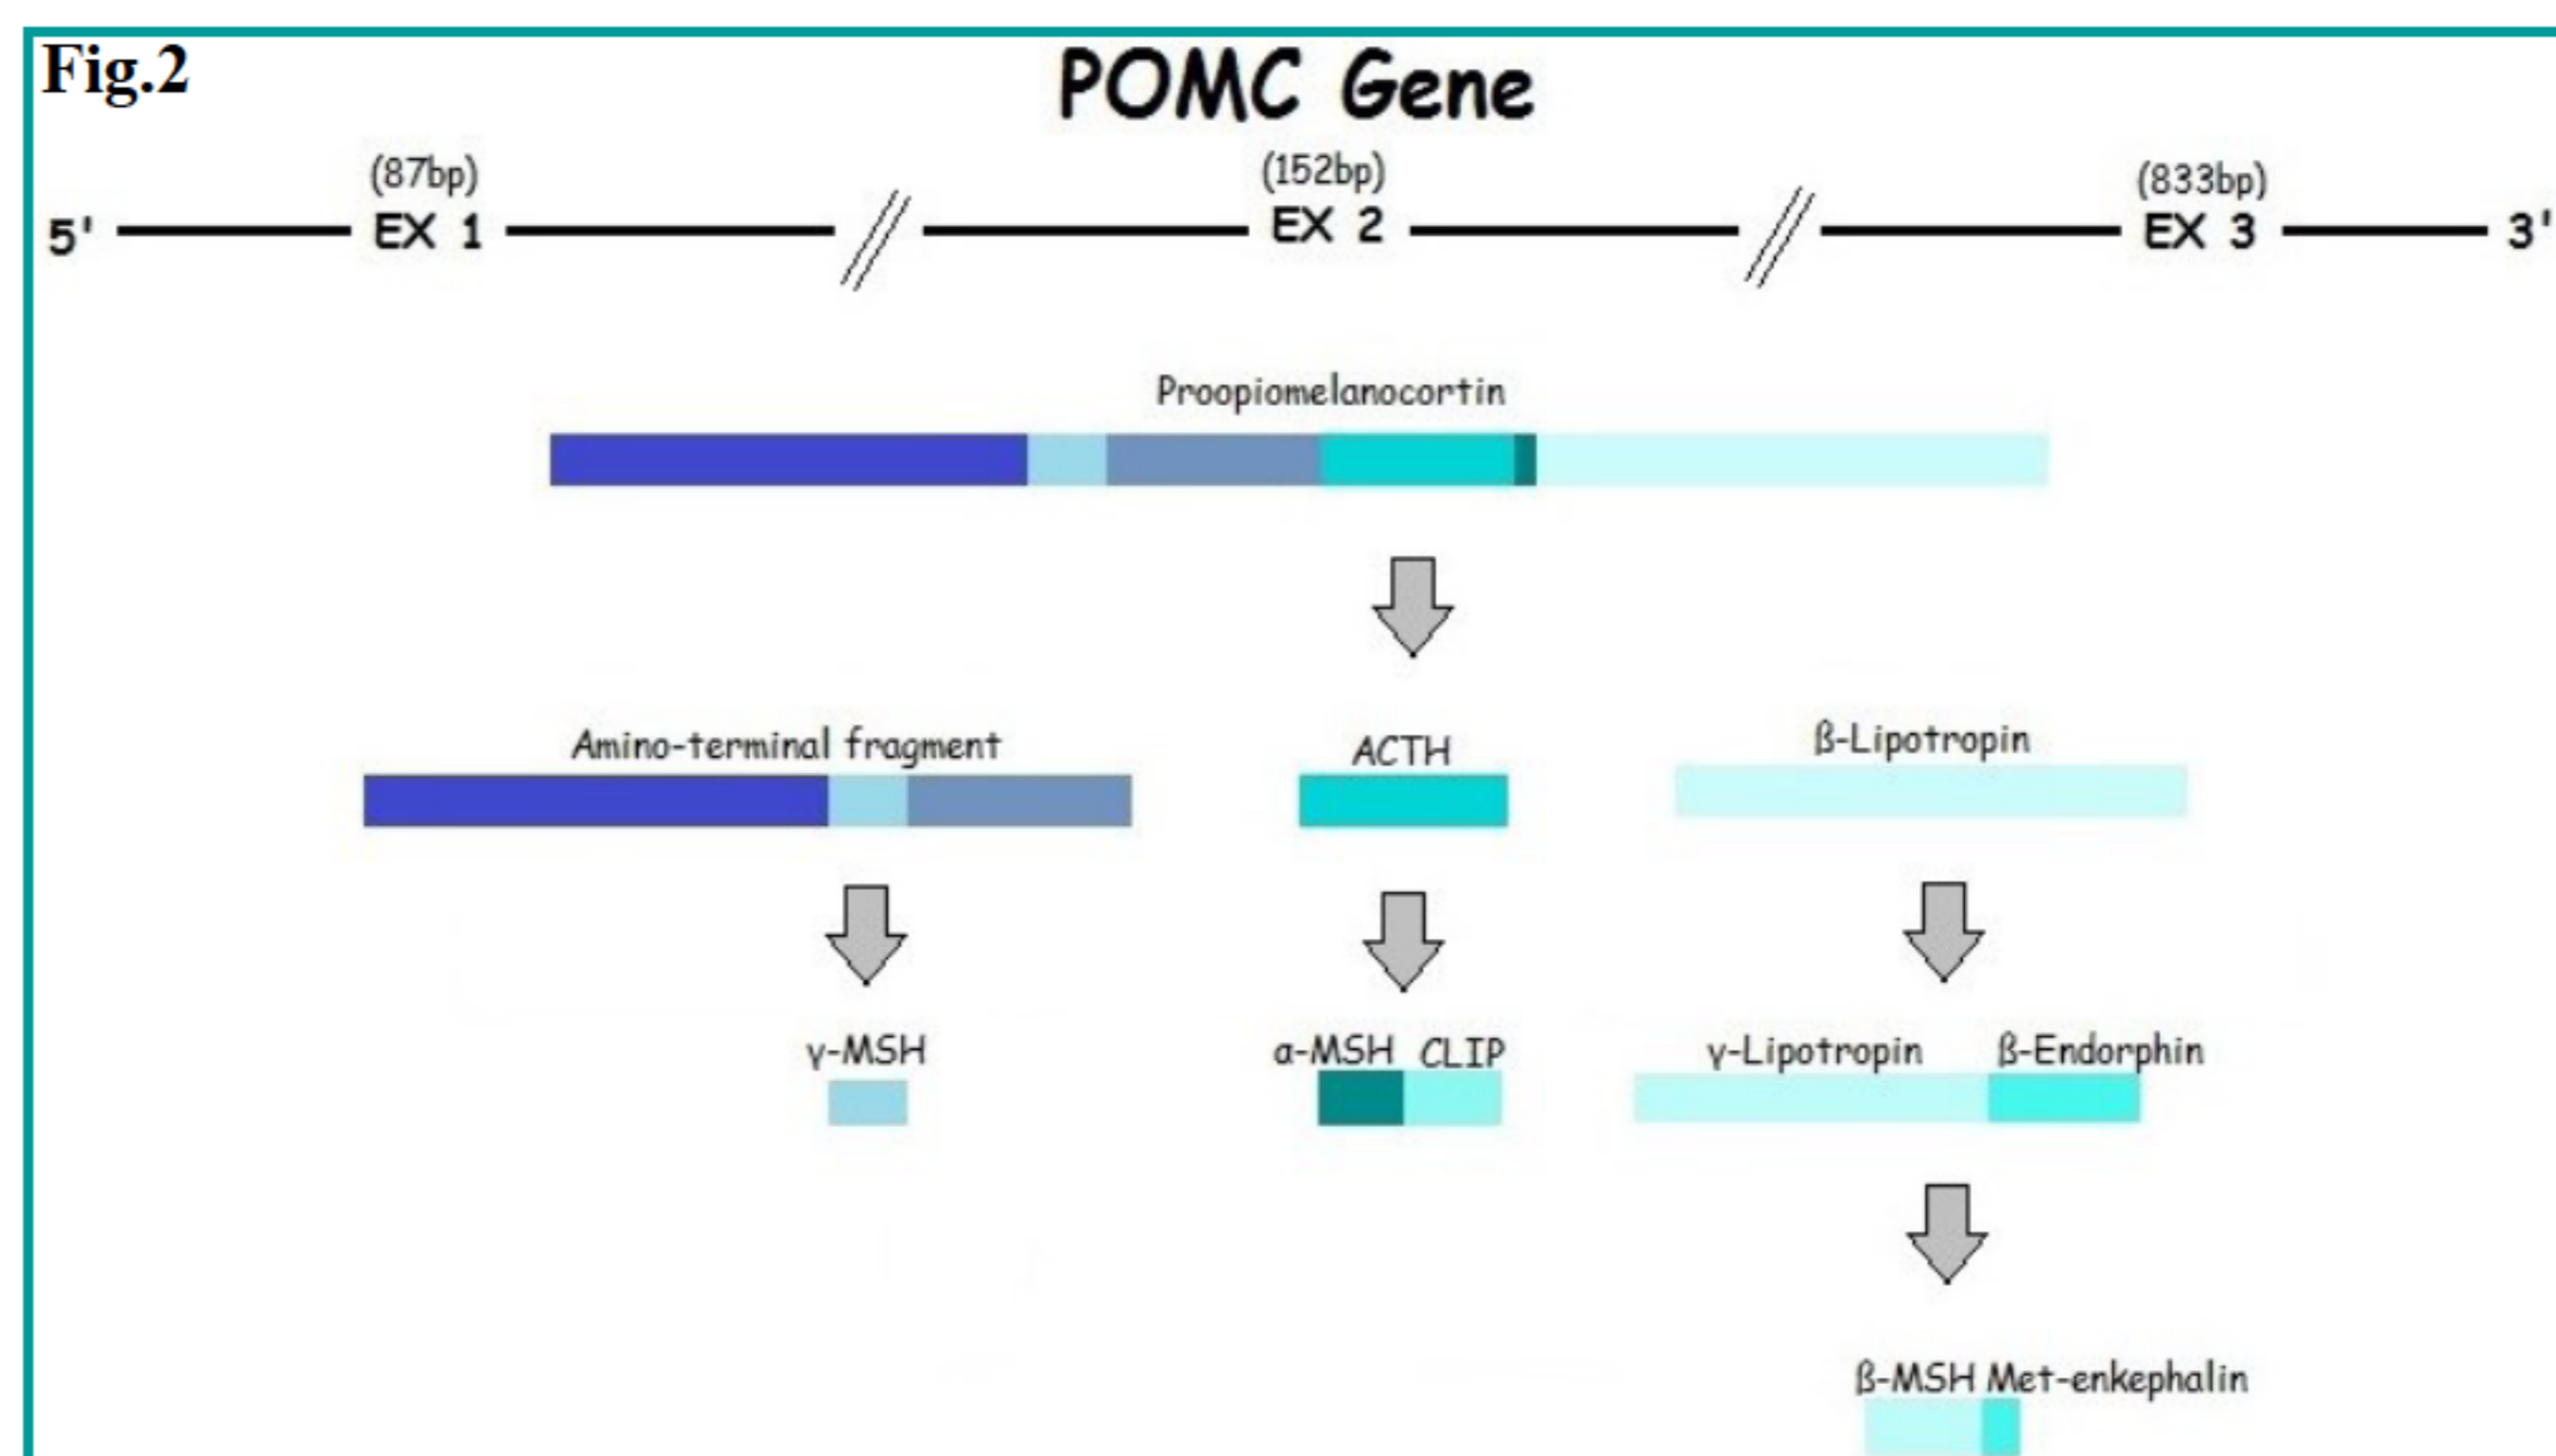 Fig.2
POMC Gene
(87bp) (152bp) (833bp)
5' EX 1 EX 2 EX 3 3'
Proopiomelanocortin
Amino-terminal fragment ACTH ß-Lipotropin
γ-MSH α-MSH CLIP γ-Lipotropin ß-Endorphin
ß-MSH Met-enkephalin